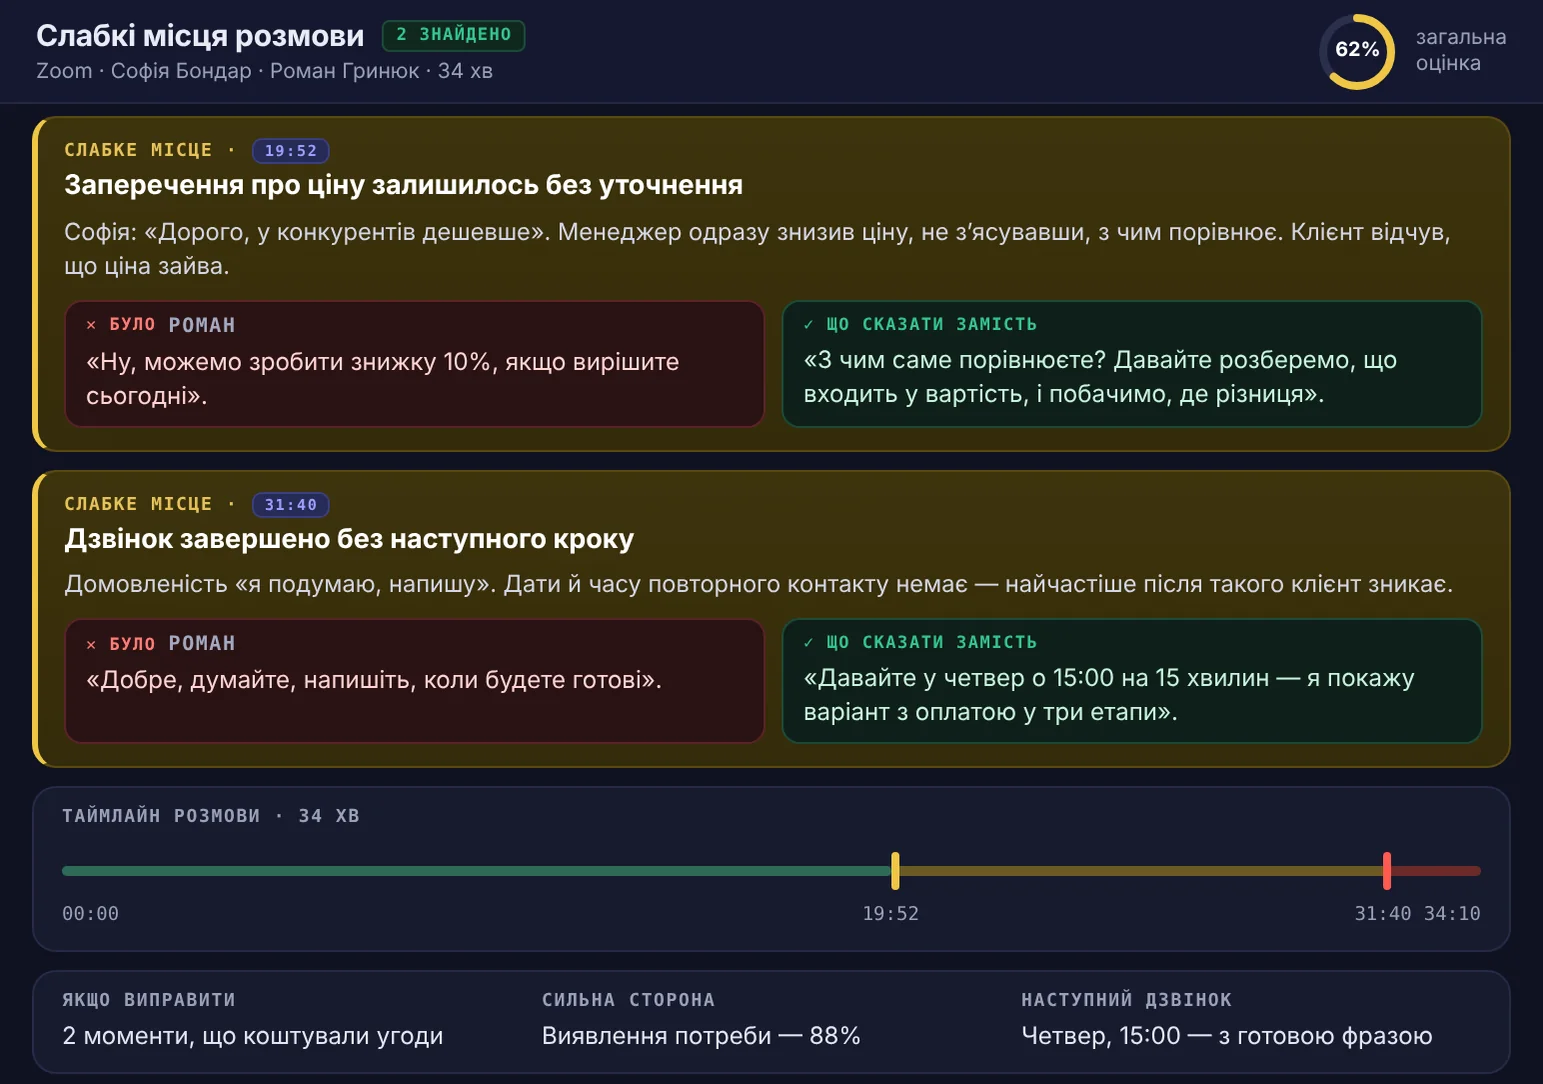 Слабкі місця розмови
2 ЗНАЙДЕНО
Zoom · Софія Бондар · Роман Гринюк · 34 хв
62%
загальна
оцінка
СЛАБКЕ МІСЦЕ · 19:52
Заперечення про ціну залишилось без уточнення
Софія: «Дорого, у конкурентів дешевше». Менеджер одразу знизив ціну, не з’ясувавши, з чим порівнює. Клієнт відчув,
що ціна зайва.
× БУЛО РОМАН
«Ну, можемо зробити знижку 10%, якщо вирішите
сьогодні».
✓ ЩО СКАЗАТИ ЗАМІСТЬ
«З чим саме порівнюєте? Давайте розберемо, що
входить у вартість, і побачимо, де різниця».
СЛАБКЕ МІСЦЕ · 31:40
Дзвінок завершено без наступного кроку
Домовленість «я подумаю, напишу». Дати й часу повторного контакту немає — найчастіше після такого клієнт зникає.
× БУЛО РОМАН
«Добре, думайте, напишіть, коли будете готові».
✓ ЩО СКАЗАТИ ЗАМІСТЬ
«Давайте у четвер о 15:00 на 15 хвилин — я покажу
варіант з оплатою у три етапи».
ТАЙМЛАЙН РОЗМОВИ · 34 ХВ
00:00 19:52 31:40 34:10
ЯКЩО ВИПРАВИТИ
2 моменти, що коштували угоди
СИЛЬНА СТОРОНА
Виявлення потреби — 88%
НАСТУПНИЙ ДЗВІНОК
Четвер, 15:00 — з готовою фразою